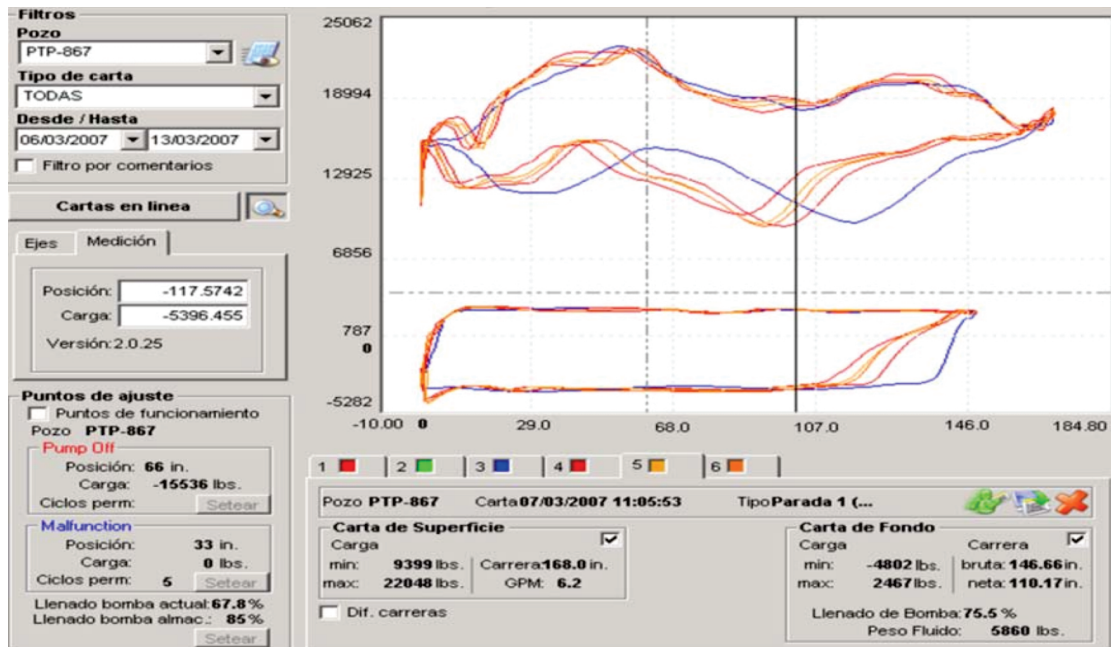 Filtros
Pozo
PTP-867
Tipo de carta
TODAS
Desde / Hasta
06/03/2007 13/03/2007
Filtro por comentarios
Cartas en linea
Ejes Medición
Posición: -117.5742
Carga: -5396.455
Versión:2.0.25
Puntos de ajuste
Puntos de funcionamiento
Pozo PTP-867
Pump Off
Posición: 66 in.
Carga: -15536 lbs.
Ciclos perm: Setear
Malfunction
Posición: 33 in.
Carga: 0 lbs.
Ciclos perm: 5 Setear
Llenado bomba actual:67.8%
Llenado bomba almac.: 85%
Setear
25062
18994
12925
6856
787
0
-5282
-10.00 0 29.0 68.0 107.0 146.0 184.80
1 2 3 4 5 6
Pozo PTP-867 Carta07/03/2007 11:05:53 TipoParada 1 (...
Carta de Superficie
Carga
min: 9399 lbs. Carrera:168.0 in.
max: 22048 lbs. GPM: 6.2
Dif. carreras
Carta de Fondo
Carga Carrera
min: -4802 lbs. bruta:146.66in.
max: 2467lbs. neta:110.17in.
Llenado de Bomba:75.5 %
Peso Fluido: 5860 lbs.